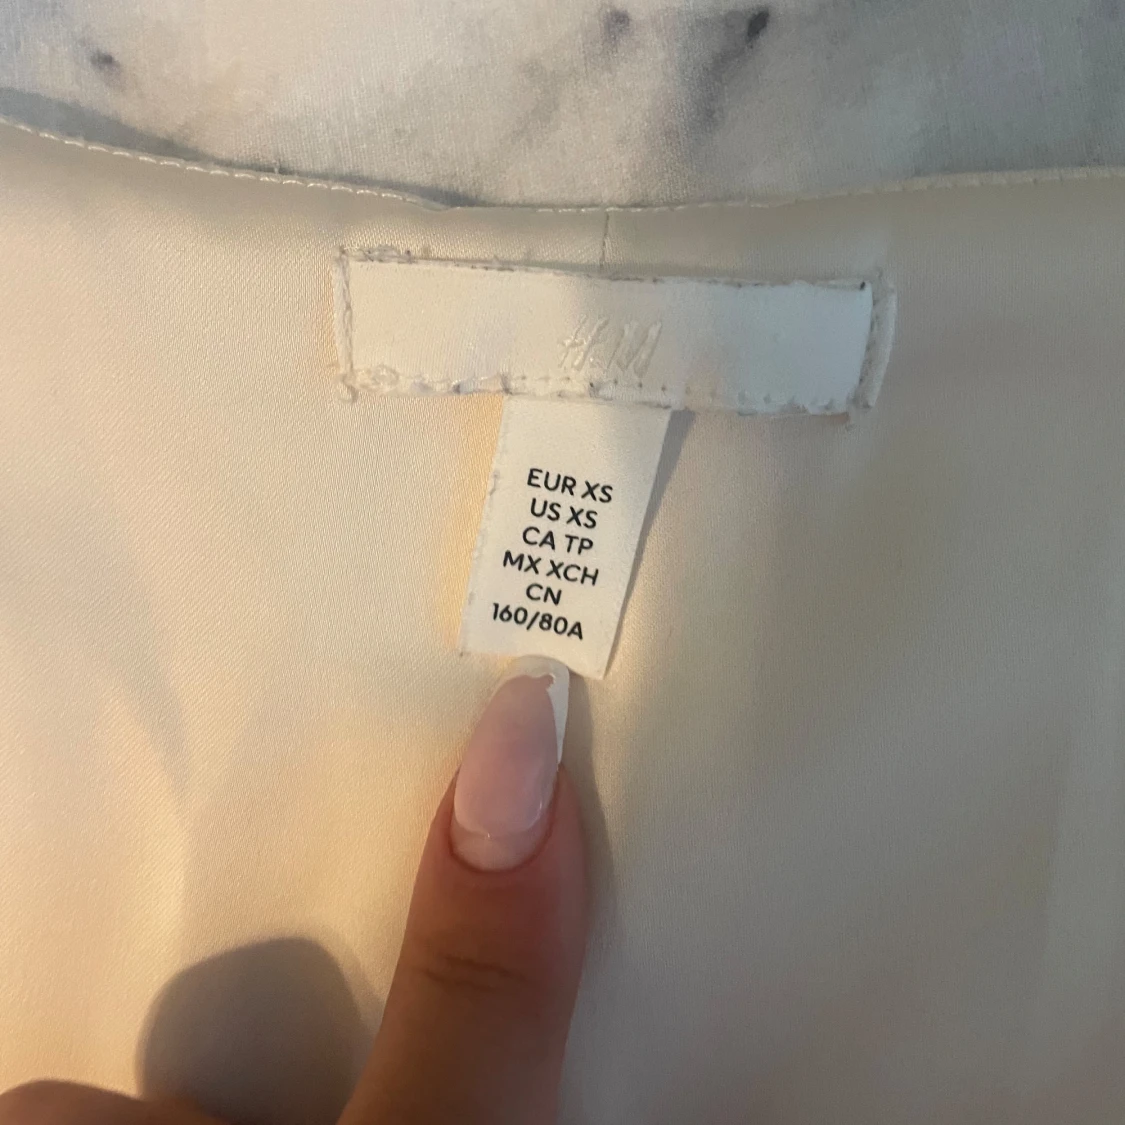 H&M
EUR XS
US XS
CA TP
MX XCH
CN
160/80A